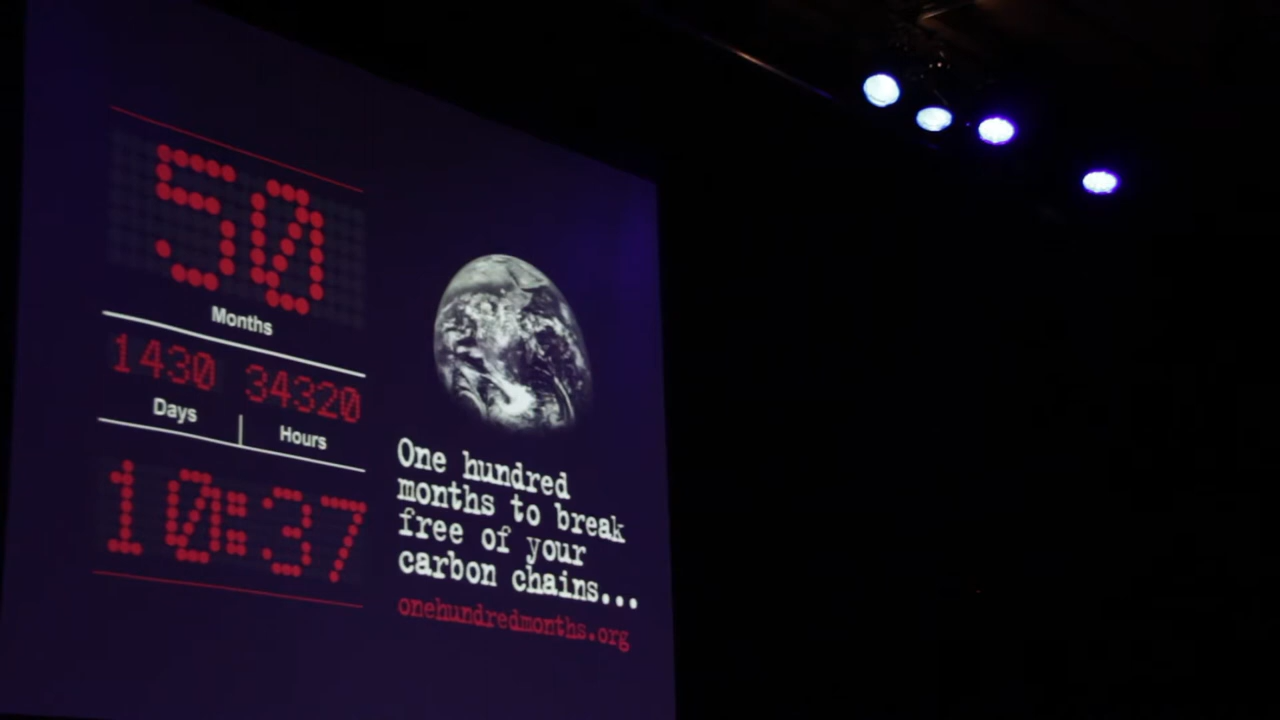 50
Months
1430 34320
Days Hours
10:37
One hundred
months to break
free of your
carbon chains...
onehundredmonths.org